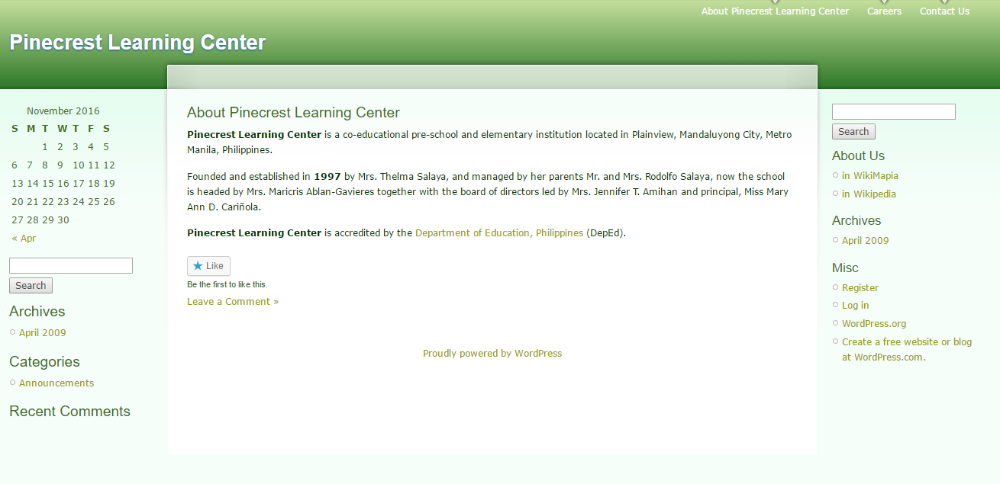 About Pinecrest Learning Center Careers Contact Us
Pinecrest Learning Center
November 2016
S M T W T F S
1 2 3 4 5
6 7 8 9 10 11 12
13 14 15 16 17 18 19
20 21 22 23 24 25 26
27 28 29 30
« Apr
Search
Archives
April 2009
Categories
Announcements
Recent Comments
About Pinecrest Learning Center
Pinecrest Learning Center is a co-educational pre-school and elementary institution located in Plainview, Mandaluyong City, Metro
Manila, Philippines.
Founded and established in 1997 by Mrs. Thelma Salaya, and managed by her parents Mr. and Mrs. Rodolfo Salaya, now the school
is headed by Mrs. Maricris Ablan-Gavieres together with the board of directors led by Mrs. Jennifer T. Amihan and principal, Miss Mary
Ann D. Cariñola.
Pinecrest Learning Center is accredited by the Department of Education, Philippines (DepEd).
Like
Be the first to like this.
Leave a Comment »
Proudly powered by WordPress
Search
About Us
in WikiMapia
in Wikipedia
Archives
April 2009
Misc
Register
Log in
WordPress.org
Create a free website or blog
at WordPress.com.